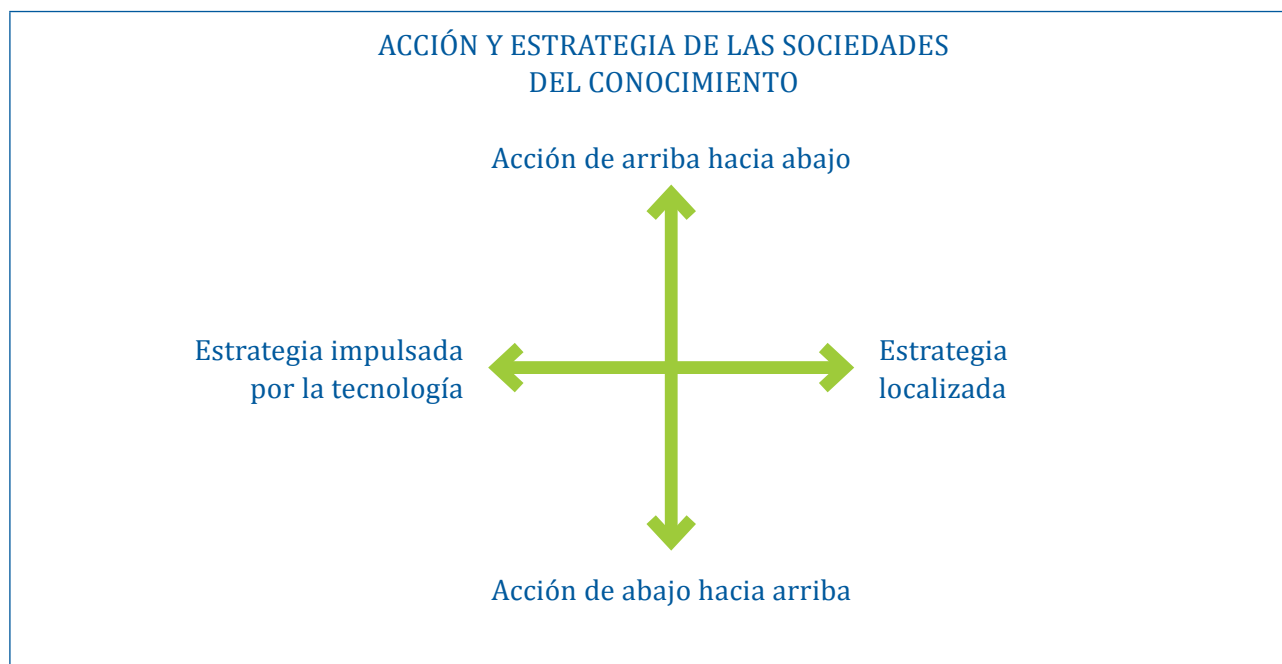 ACCIÓN Y ESTRATEGIA DE LAS SOCIEDADES
DEL CONOCIMIENTO
Acción de arriba hacia abajo
Estrategia impulsada
por la tecnología
Estrategia
localizada
Acción de abajo hacia arriba